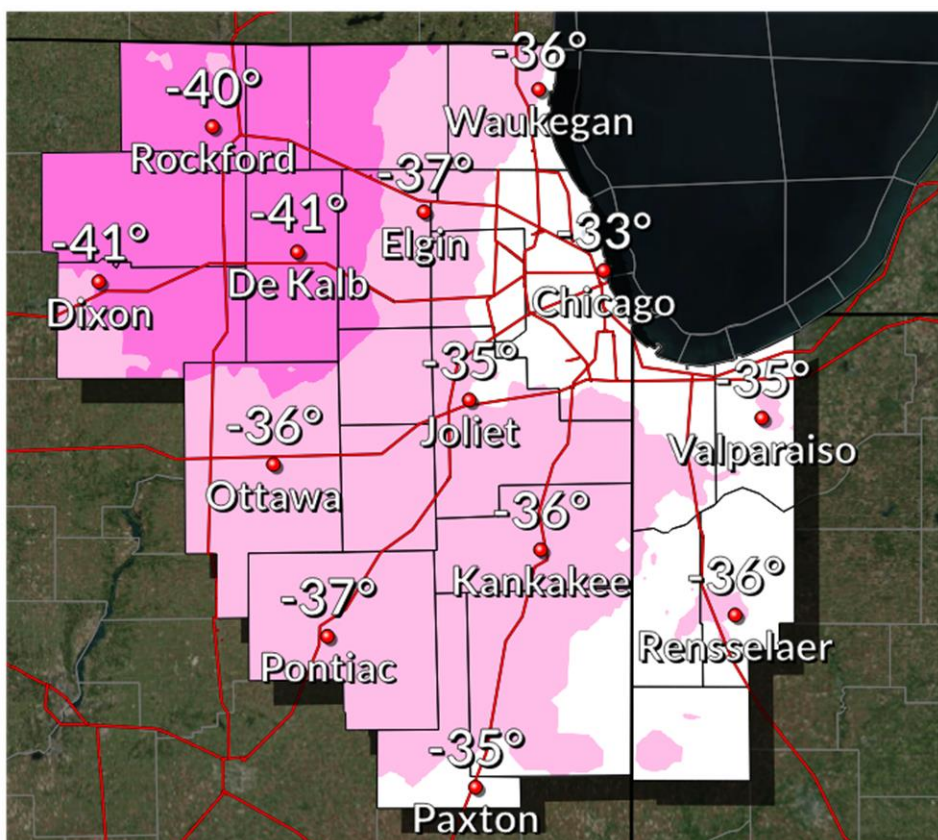 -36°
Waukegan
-40°
Rockford
-37°
Elgin
-41°
De Kalb
-41°
Dixon
-33°
Chicago
-35°
Joliet
-35°
Valparaiso
-36°
Ottawa
-36°
Kankakee
-36°
Rensselaer
-37°
Pontiac
-35°
Paxton